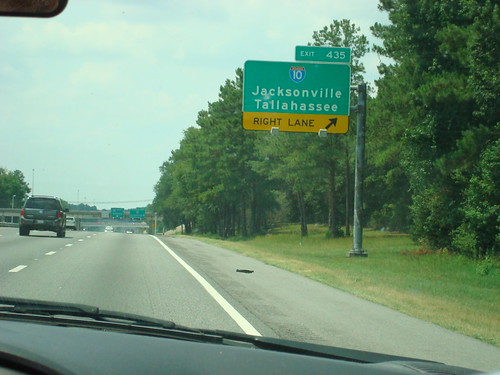 EXIT 435
10
Jacksonville
Tallahassee
RIGHT LANE